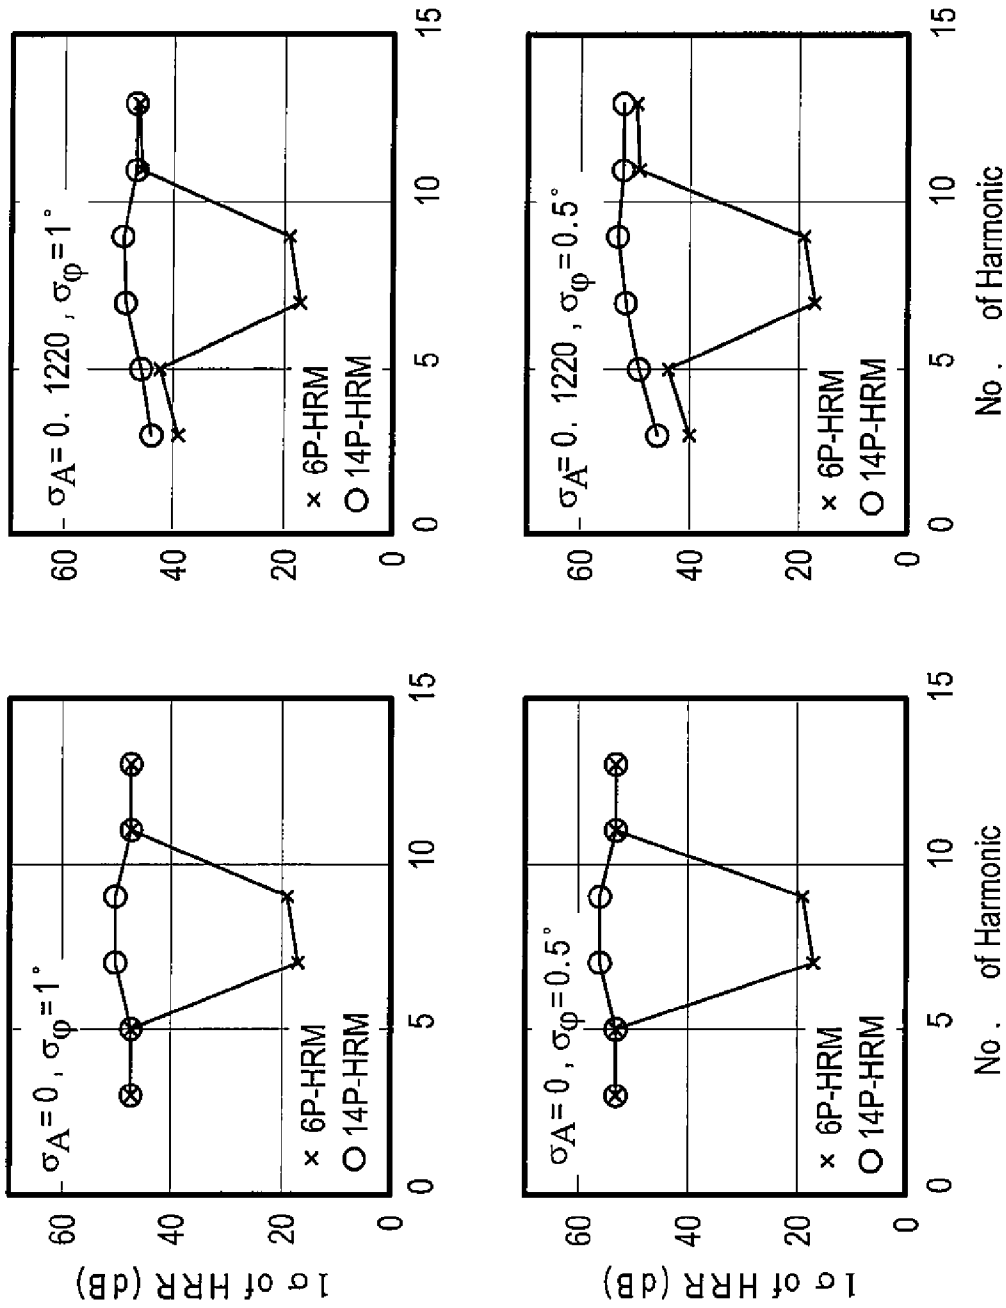 1σ of HRR (dB)
60
40
20
0
σA=0, σφ=1°
× 6P-HRM
○ 14P-HRM
0 5 10 15
60
40
20
0
σA=0. 1220, σφ=1°
× 6P-HRM
○ 14P-HRM
0 5 10 15
1σ of HRR (dB)
60
40
20
0
σA=0, σφ=0.5°
× 6P-HRM
○ 14P-HRM
0 5 10 15
No. of Harmonic
60
40
20
0
σA=0. 1220, σφ=0.5°
× 6P-HRM
○ 14P-HRM
0 5 10 15
No. of Harmonic